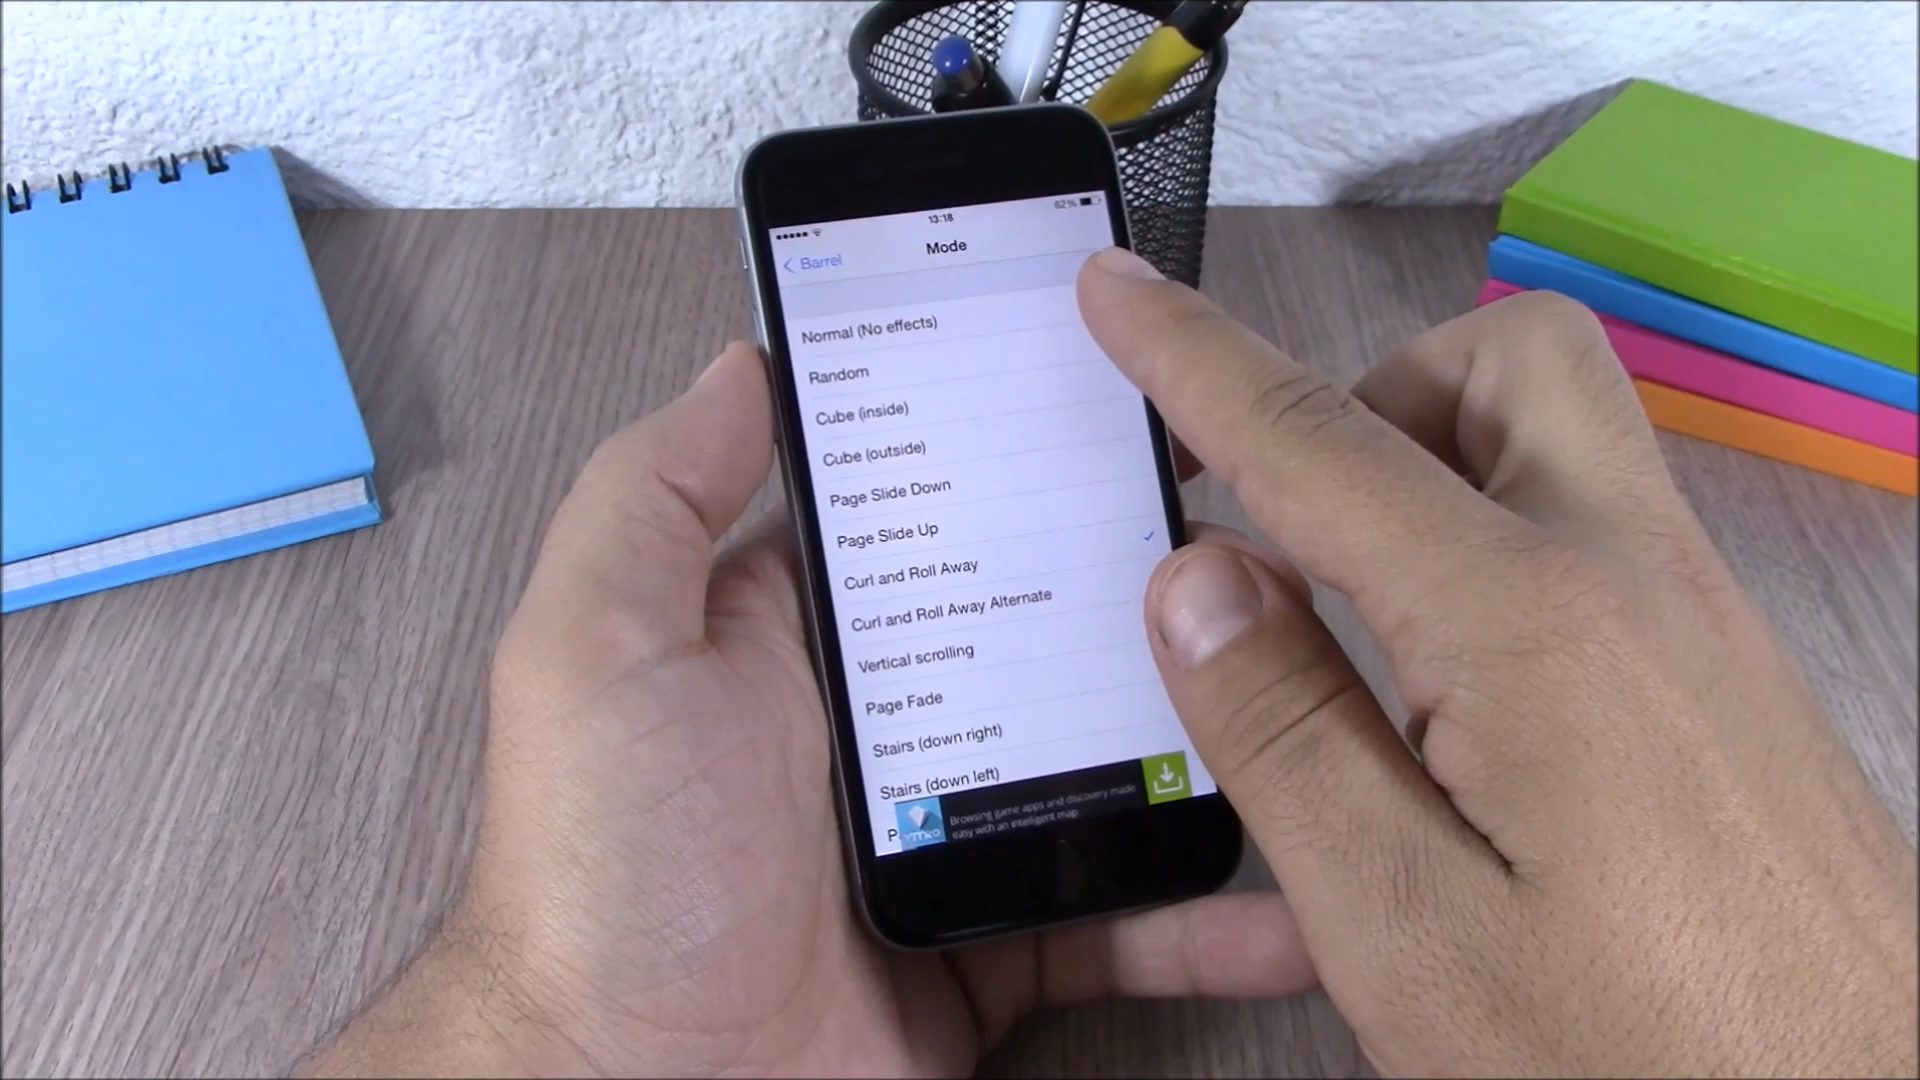 13:18
62%
Barrel
Mode
Normal (No effects)
Random
Cube (inside)
Cube (outside)
Page Slide Down
Page Slide Up
Curl and Roll Away
Curl and Roll Away Alternate
Vertical scrolling
Page Fade
Stairs (down right)
Stairs (down left)
Browsing game apps and discovery made
easy with an intelligent map